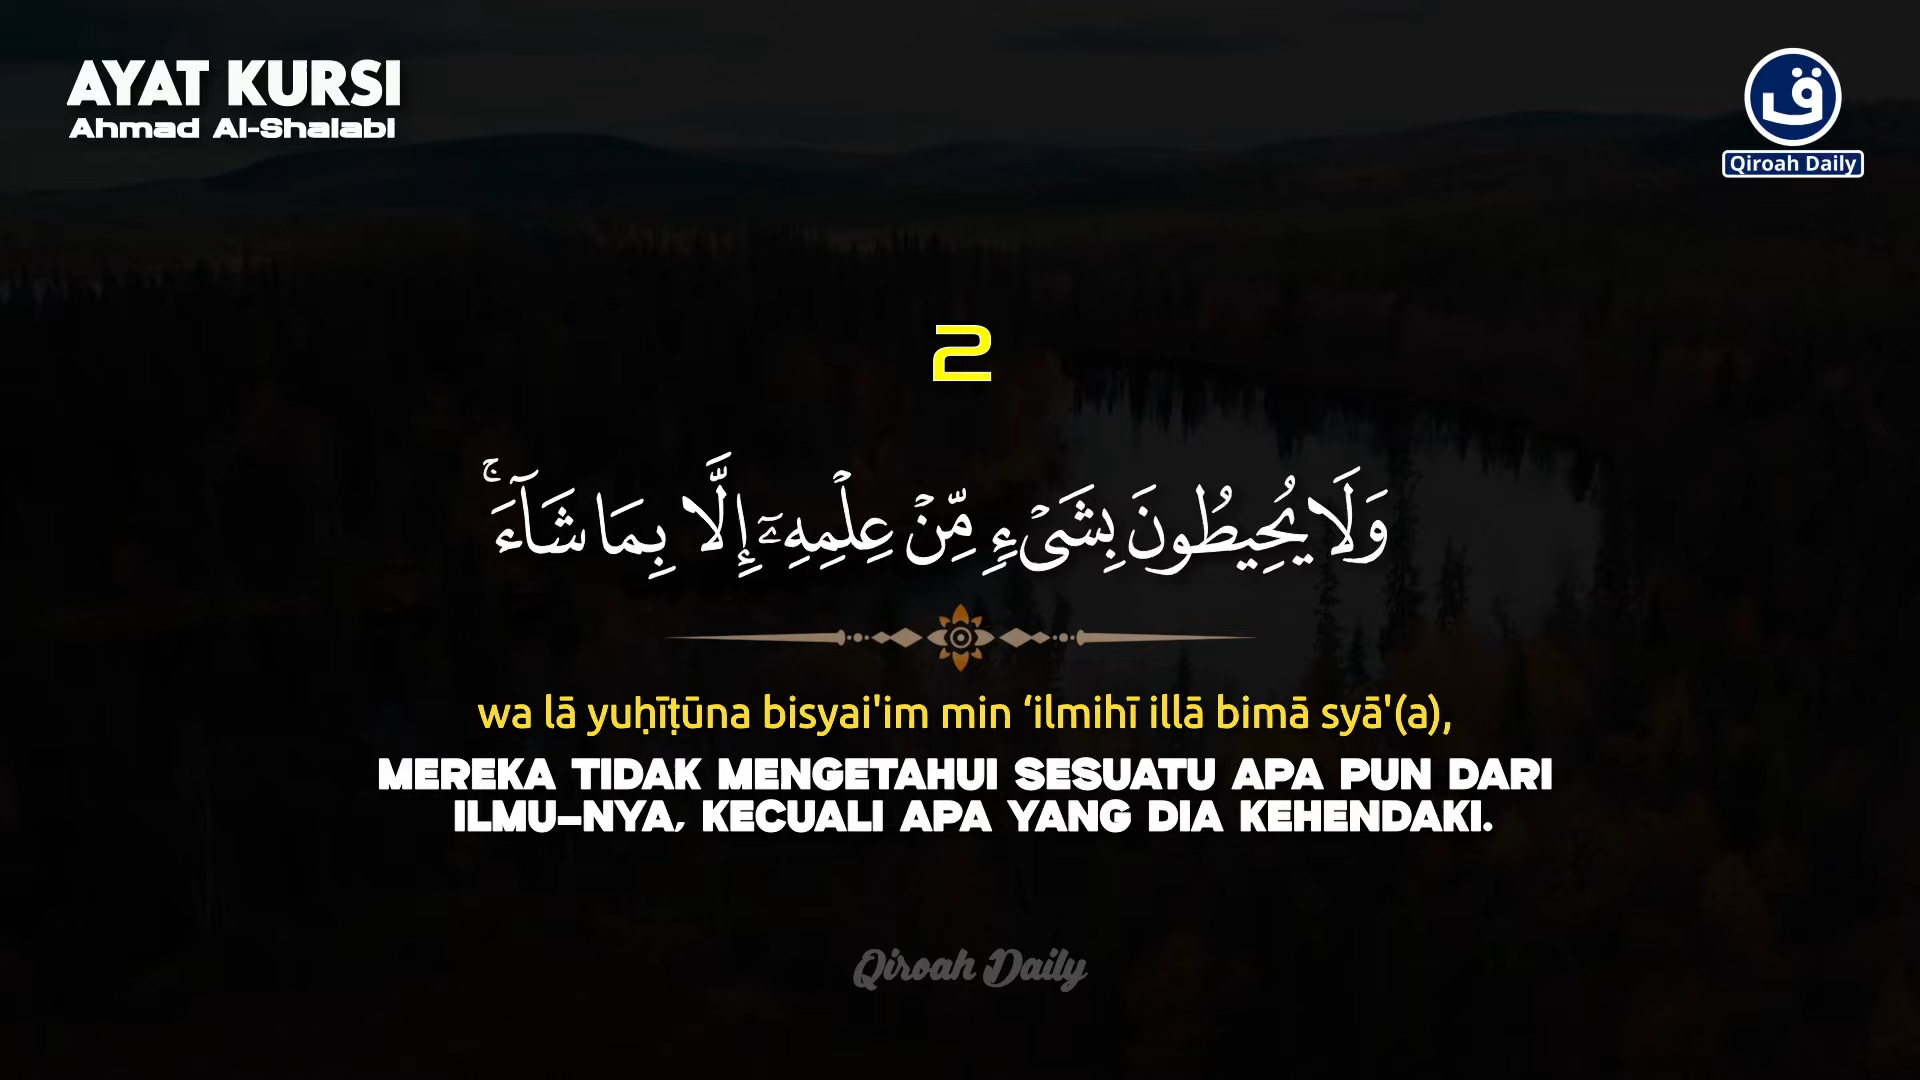 AYAT KURSI
Ahmad Al-Shalabi
ق
Qiroah Daily
2
وَلَا يُحِيطُونَ بِشَىْءٍ مِّنْ عِلْمِهِۦٓ إِلَّا بِمَا شَآءَ ۚ
wa lā yuḥīṭūna bisyai'im min ‘ilmihī illā bimā syā'(a),
MEREKA TIDAK MENGETAHUI SESUATU APA PUN DARI
ILMU-NYA, KECUALI APA YANG DIA KEHENDAKI.
Qiroah Daily